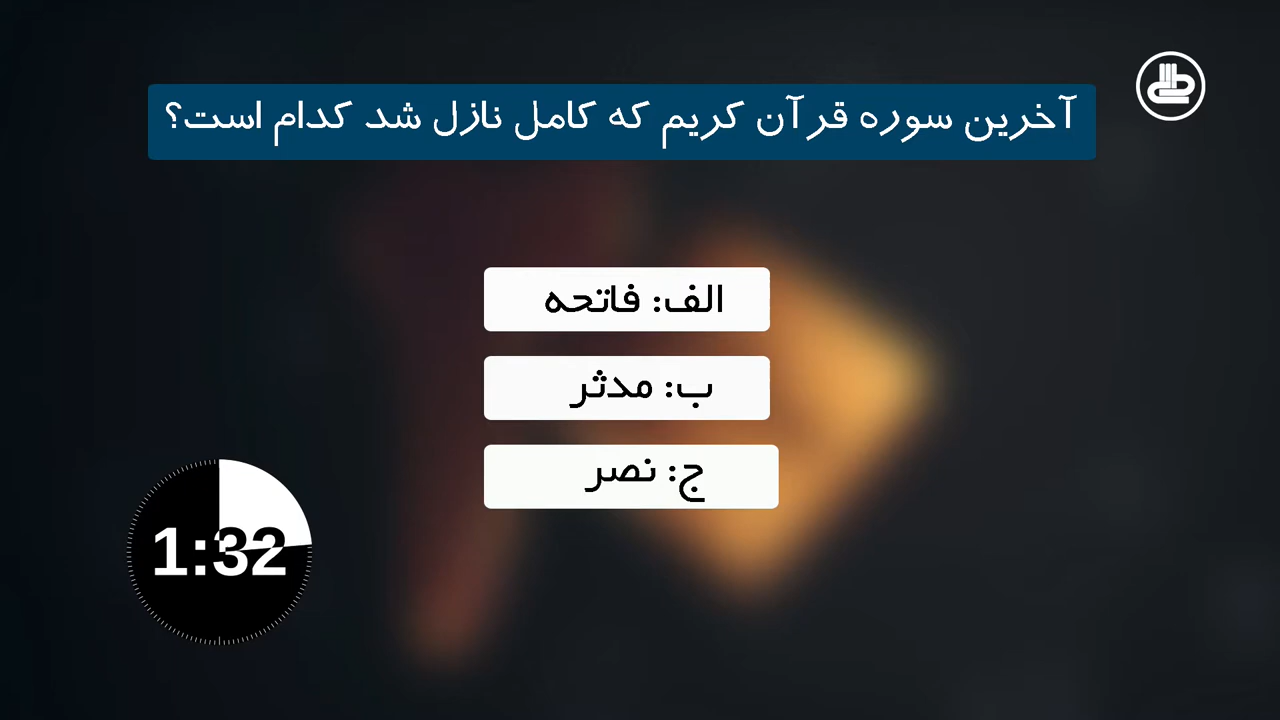 آخرین سوره قرآن کریم که کامل نازل شد کدام است؟
الف: فاتحه
ب: مدثر
ج: نصر
1:32